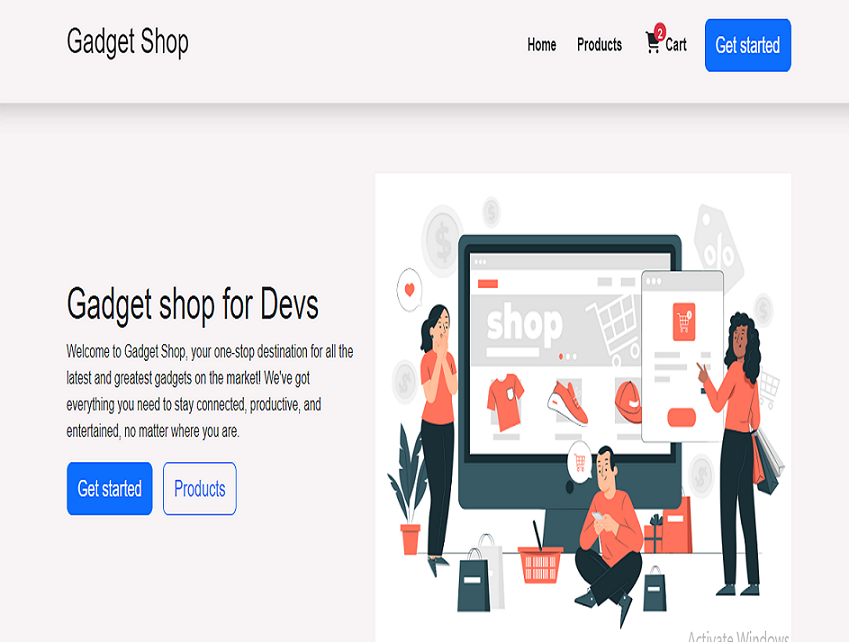 Gadget Shop
Home Products 2 Cart Get started
shop
%
Gadget shop for Devs
Welcome to Gadget Shop, your one-stop destination for all the
latest and greatest gadgets on the market! We've got
everything you need to stay connected, productive, and
entertained, no matter where you are.
Get started Products
Activate Windows